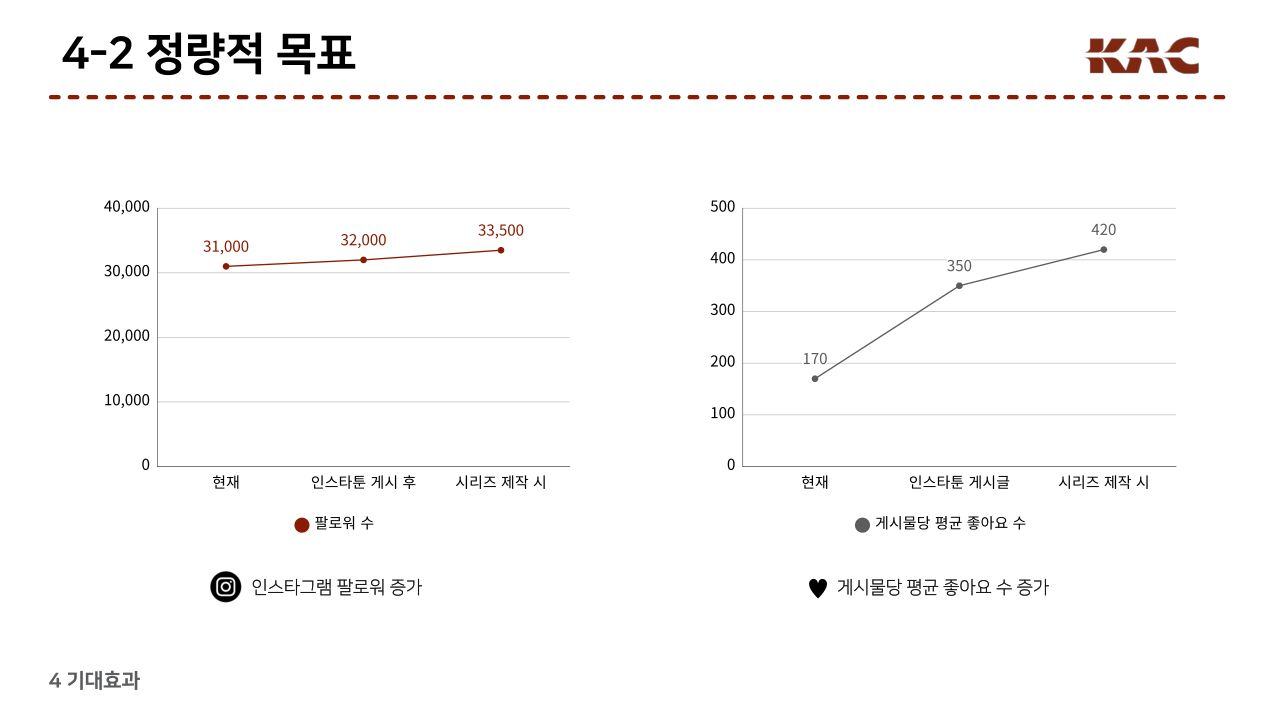 4-2 정량적 목표
KAC
40,000
30,000
20,000
10,000
0
31,000
32,000
33,500
현재
인스타툰 게시 후
시리즈 제작 시
팔로워 수
인스타그램 팔로워 증가
500
400
300
200
100
0
170
350
420
현재
인스타툰 게시글
시리즈 제작 시
게시물당 평균 좋아요 수
게시물당 평균 좋아요 수 증가
4 기대효과